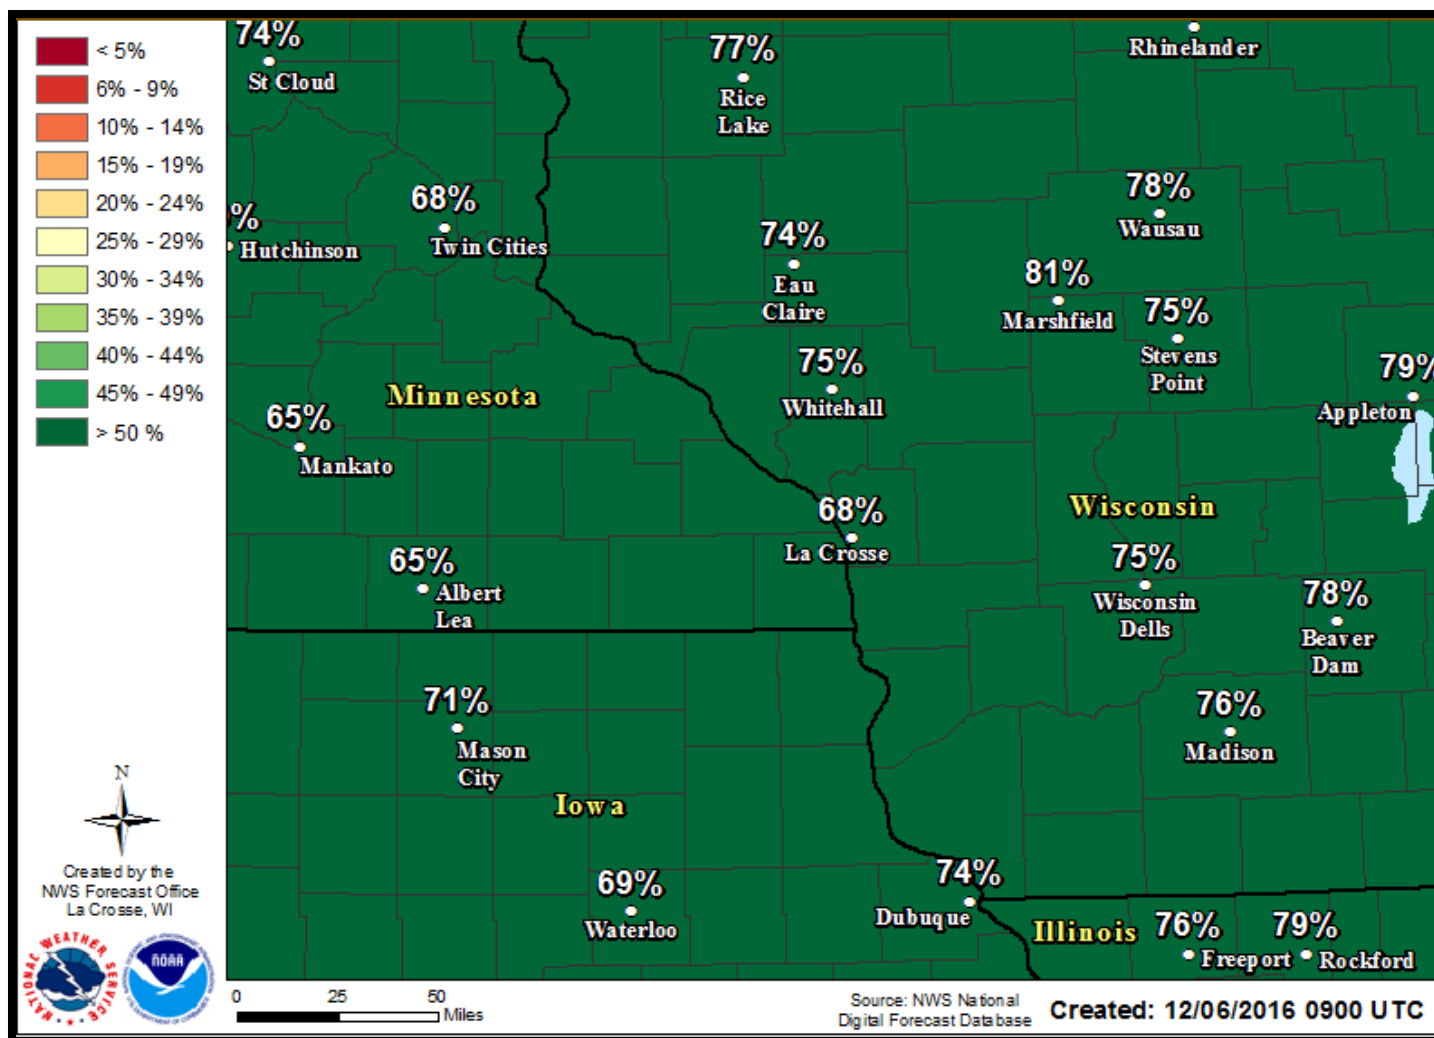 < 5%
6% - 9%
10% - 14%
15% - 19%
20% - 24%
25% - 29%
30% - 34%
35% - 39%
40% - 44%
45% - 49%
> 50 %
74%
St Cloud
77%
Rice
Lake
Rhinelander
%
Hutchinson
68%
Twin Cities
74%
Eau
Claire
78%
Wausau
81%
Marshfield
75%
Stevens
Point
79%
Appleton
Minnesota
75%
Whitehall
65%
Mankato
68%
La Crosse
Wisconsin
65%
Albert
Lea
75%
Wisconsin
Dells
78%
Beaver
Dam
71%
Mason
City
76%
Madison
Iowa
69%
Waterloo
74%
Dubuque
Illinois
76%
Freeport
79%
Rockford
N
Created by the
NWS Forecast Office
La Crosse, WI
NATIONAL WEATHER SERVICE
NOAA
0 25 50
Miles
Source: NWS National
Digital Forecast Database
Created: 12/06/2016 0900 UTC